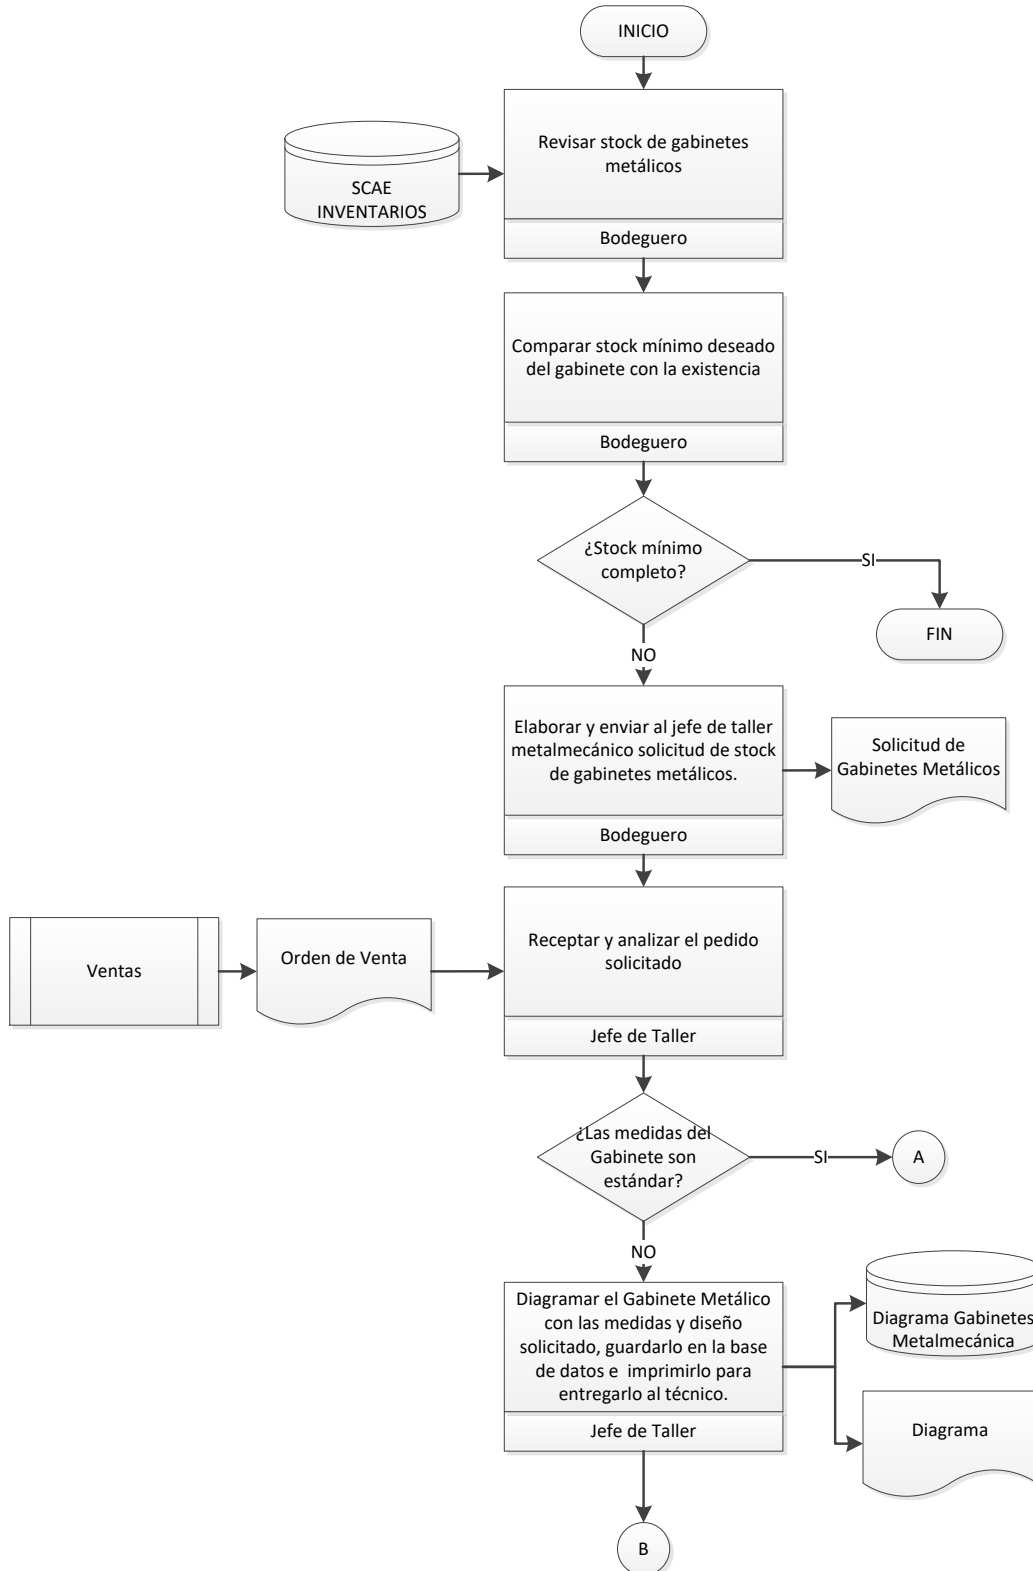 INICIO
Revisar stock de gabinetes
metálicos
SCAE
INVENTARIOS
Bodeguero
Comparar stock mínimo deseado
del gabinete con la existencia
Bodeguero
¿Stock mínimo
completo?
SI
FIN
NO
Elaborar y enviar al jefe de taller
metalmecánico solicitud de stock
de gabinetes metálicos.
Solicitud de
Gabinetes Metálicos
Bodeguero
Ventas
Orden de Venta
Receptar y analizar el pedido
solicitado
Jefe de Taller
¿Las medidas del
Gabinete son
estándar?
SI
A
NO
Diagramar el Gabinete Metálico
con las medidas y diseño
solicitado, guardarlo en la base
de datos e  imprimirlo para
entregarlo al técnico.
Diagrama Gabinetes
Metalmecánica
Jefe de Taller
Diagrama
B